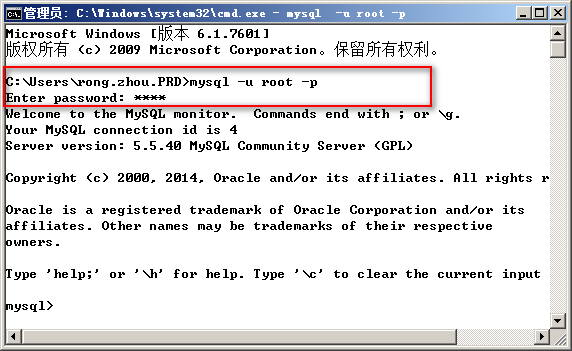 管理员: C:\Windows\system32\cmd.exe - mysql  -u root -p
Microsoft Windows [版本 6.1.7601]
版权所有 (c) 2009 Microsoft Corporation。保留所有权利。
C:\Users\rong.zhou.PRD>mysql -u root -p
Enter password: ****
Welcome to the MySQL monitor.  Commands end with ; or \g.
Your MySQL connection id is 4
Server version: 5.5.40 MySQL Community Server (GPL)
Copyright (c) 2000, 2014, Oracle and/or its affiliates. All rights r
Oracle is a registered trademark of Oracle Corporation and/or its
affiliates. Other names may be trademarks of their respective
owners.
Type 'help;' or '\h' for help. Type '\c' to clear the current input
mysql>